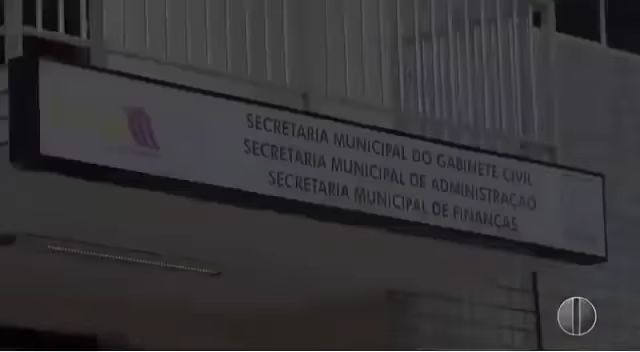 SECRETARIA MUNICIPAL DO GABINETE CIVIL
SECRETARIA MUNICIPAL DE ADMINISTRAÇÃO
SECRETARIA MUNICIPAL DE FINANÇAS